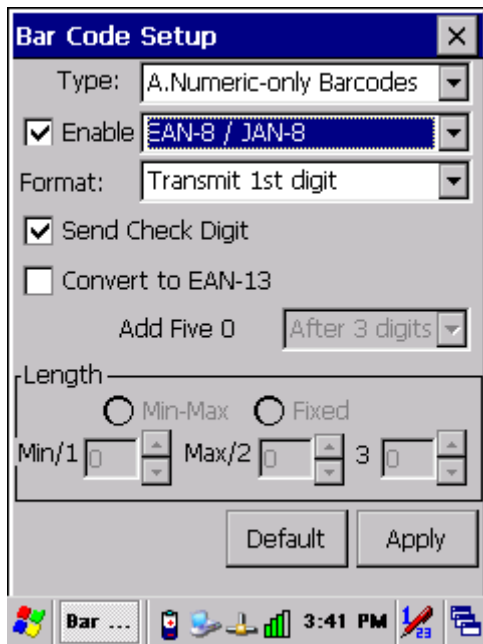 Bar Code Setup
Type: A.Numeric-only Barcodes
Enable EAN-8 / JAN-8
Format: Transmit 1st digit
Send Check Digit
Convert to EAN-13
Add Five 0 After 3 digits
Length
Min-Max Fixed
Min/1 0 Max/2 0 3 0
Default Apply
Bar ... 3:41 PM 1 23